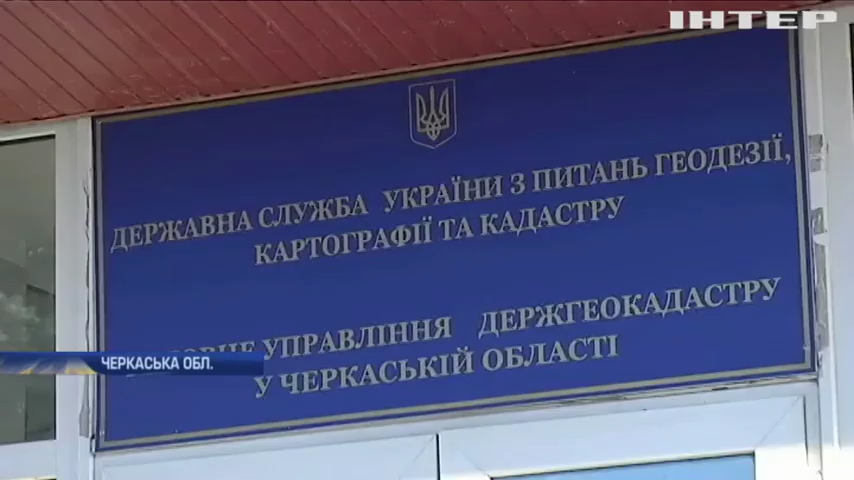 ІНТЕР
ДЕРЖАВНА СЛУЖБА УКРАЇНИ З ПИТАНЬ ГЕОДЕЗІЇ,
КАРТОГРАФІЇ ТА КАДАСТРУ
УПРАВЛІННЯ ДЕРЖГЕОКАДАСТРУ
ЧЕРКАСЬКА ОБЛ.
У ЧЕРКАСЬКІЙ ОБЛАСТІ